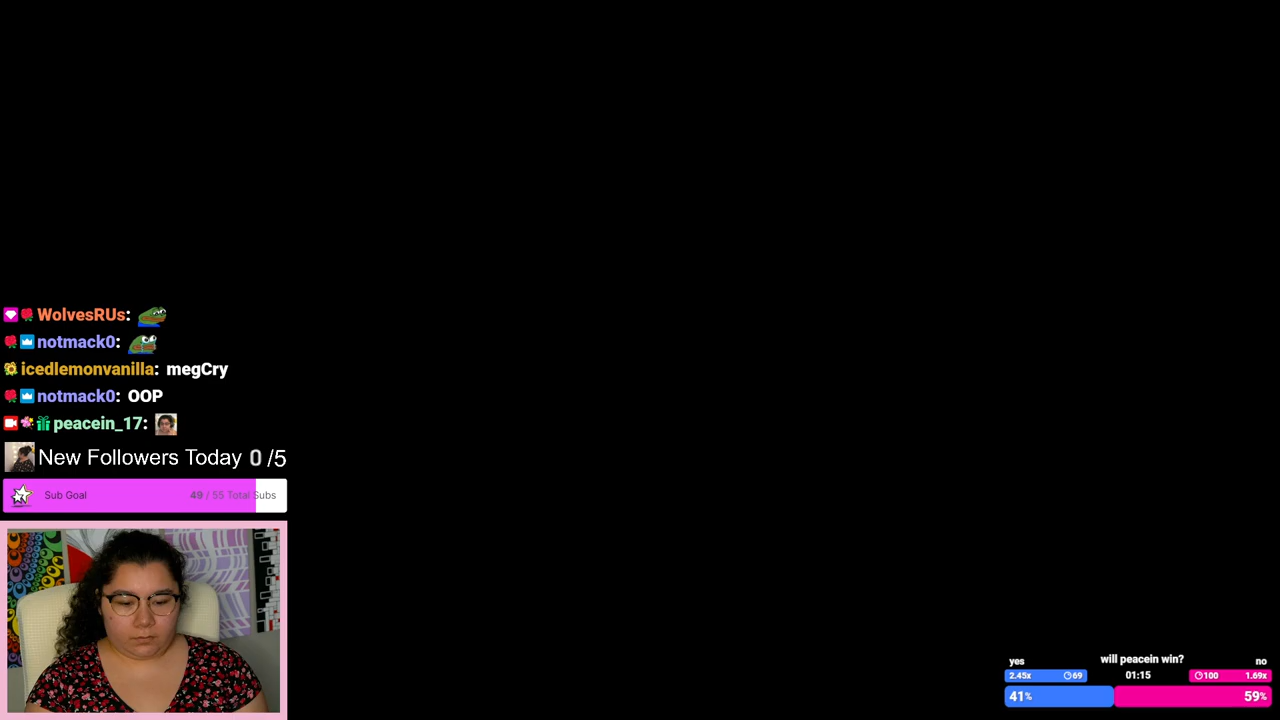 WolvesRUs:
notmack0:
icedlemonvanilla: megCry
notmack0: OOP
peacein_17:
New Followers Today 0 /5
Sub Goal 49 / 55 Total Subs
yes will peacein win? no
2.45x 69 01:15 100 1.69x
41% 59%